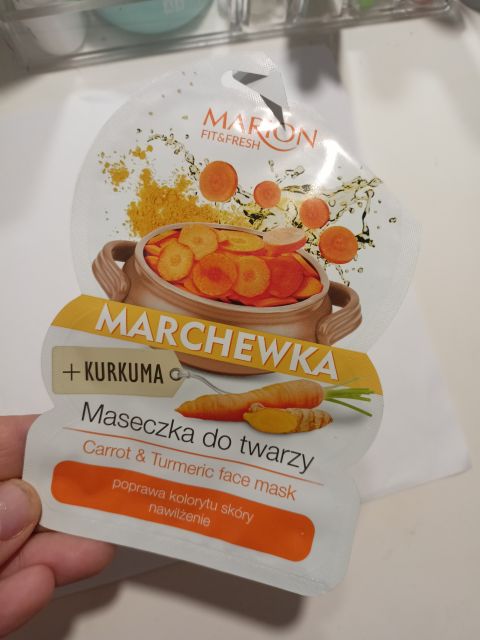 MARION
FIT&FRESH
MARCHEWKA
+ KURKUMA
Maseczka do twarzy
Carrot & Turmeric face mask
poprawa kolorytu skóry
nawilżenie